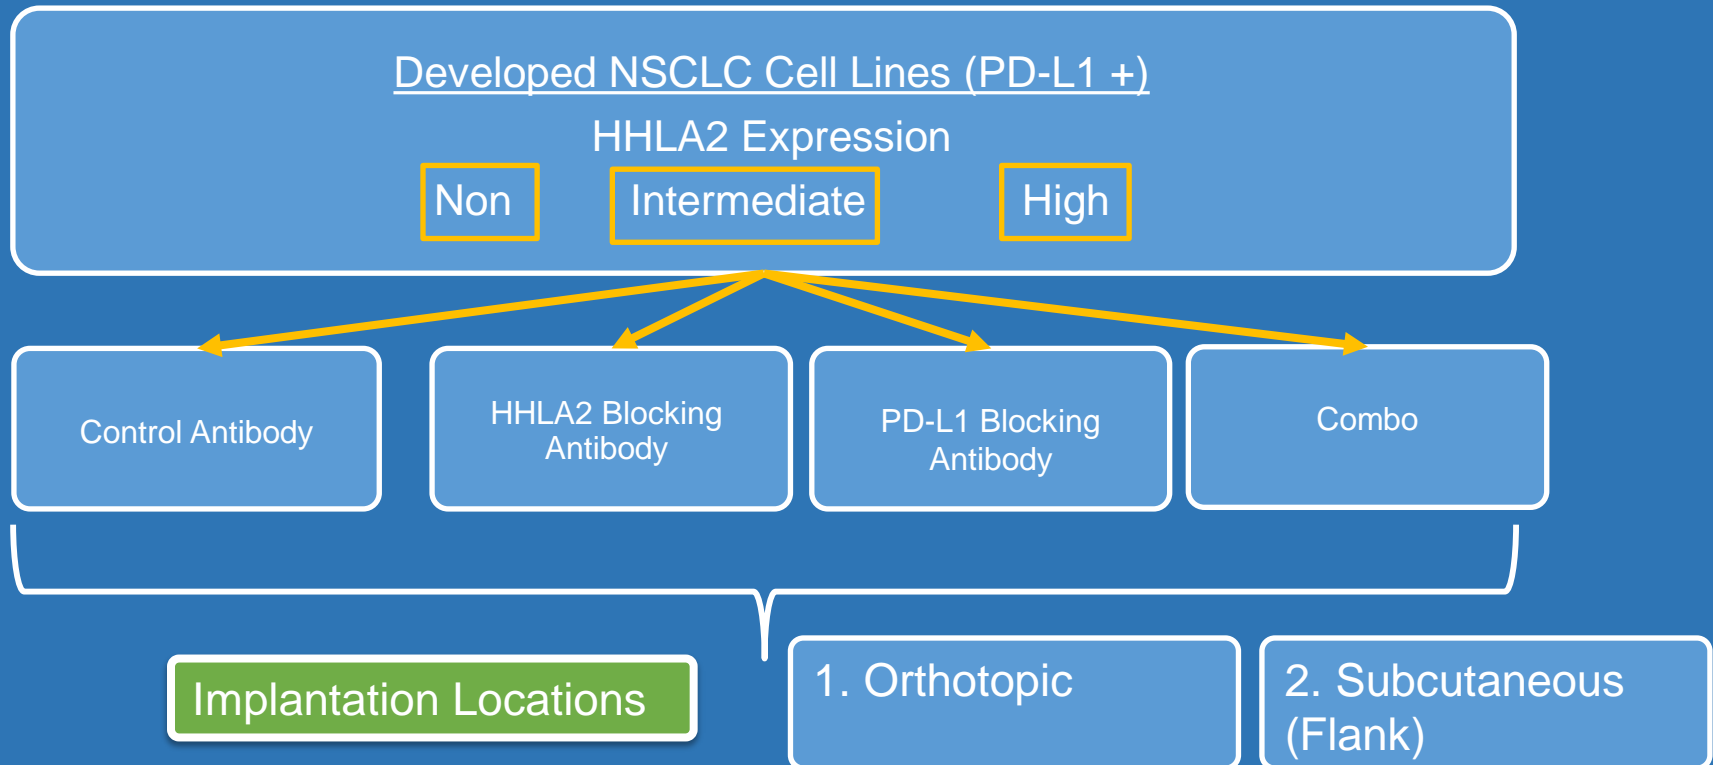 Developed NSCLC Cell Lines (PD-L1 +)
HHLA2 Expression
Non Intermediate High
Control Antibody
HHLA2 Blocking
Antibody
PD-L1 Blocking
Antibody
Combo
Implantation Locations
1. Orthotopic
2. Subcutaneous
(Flank)